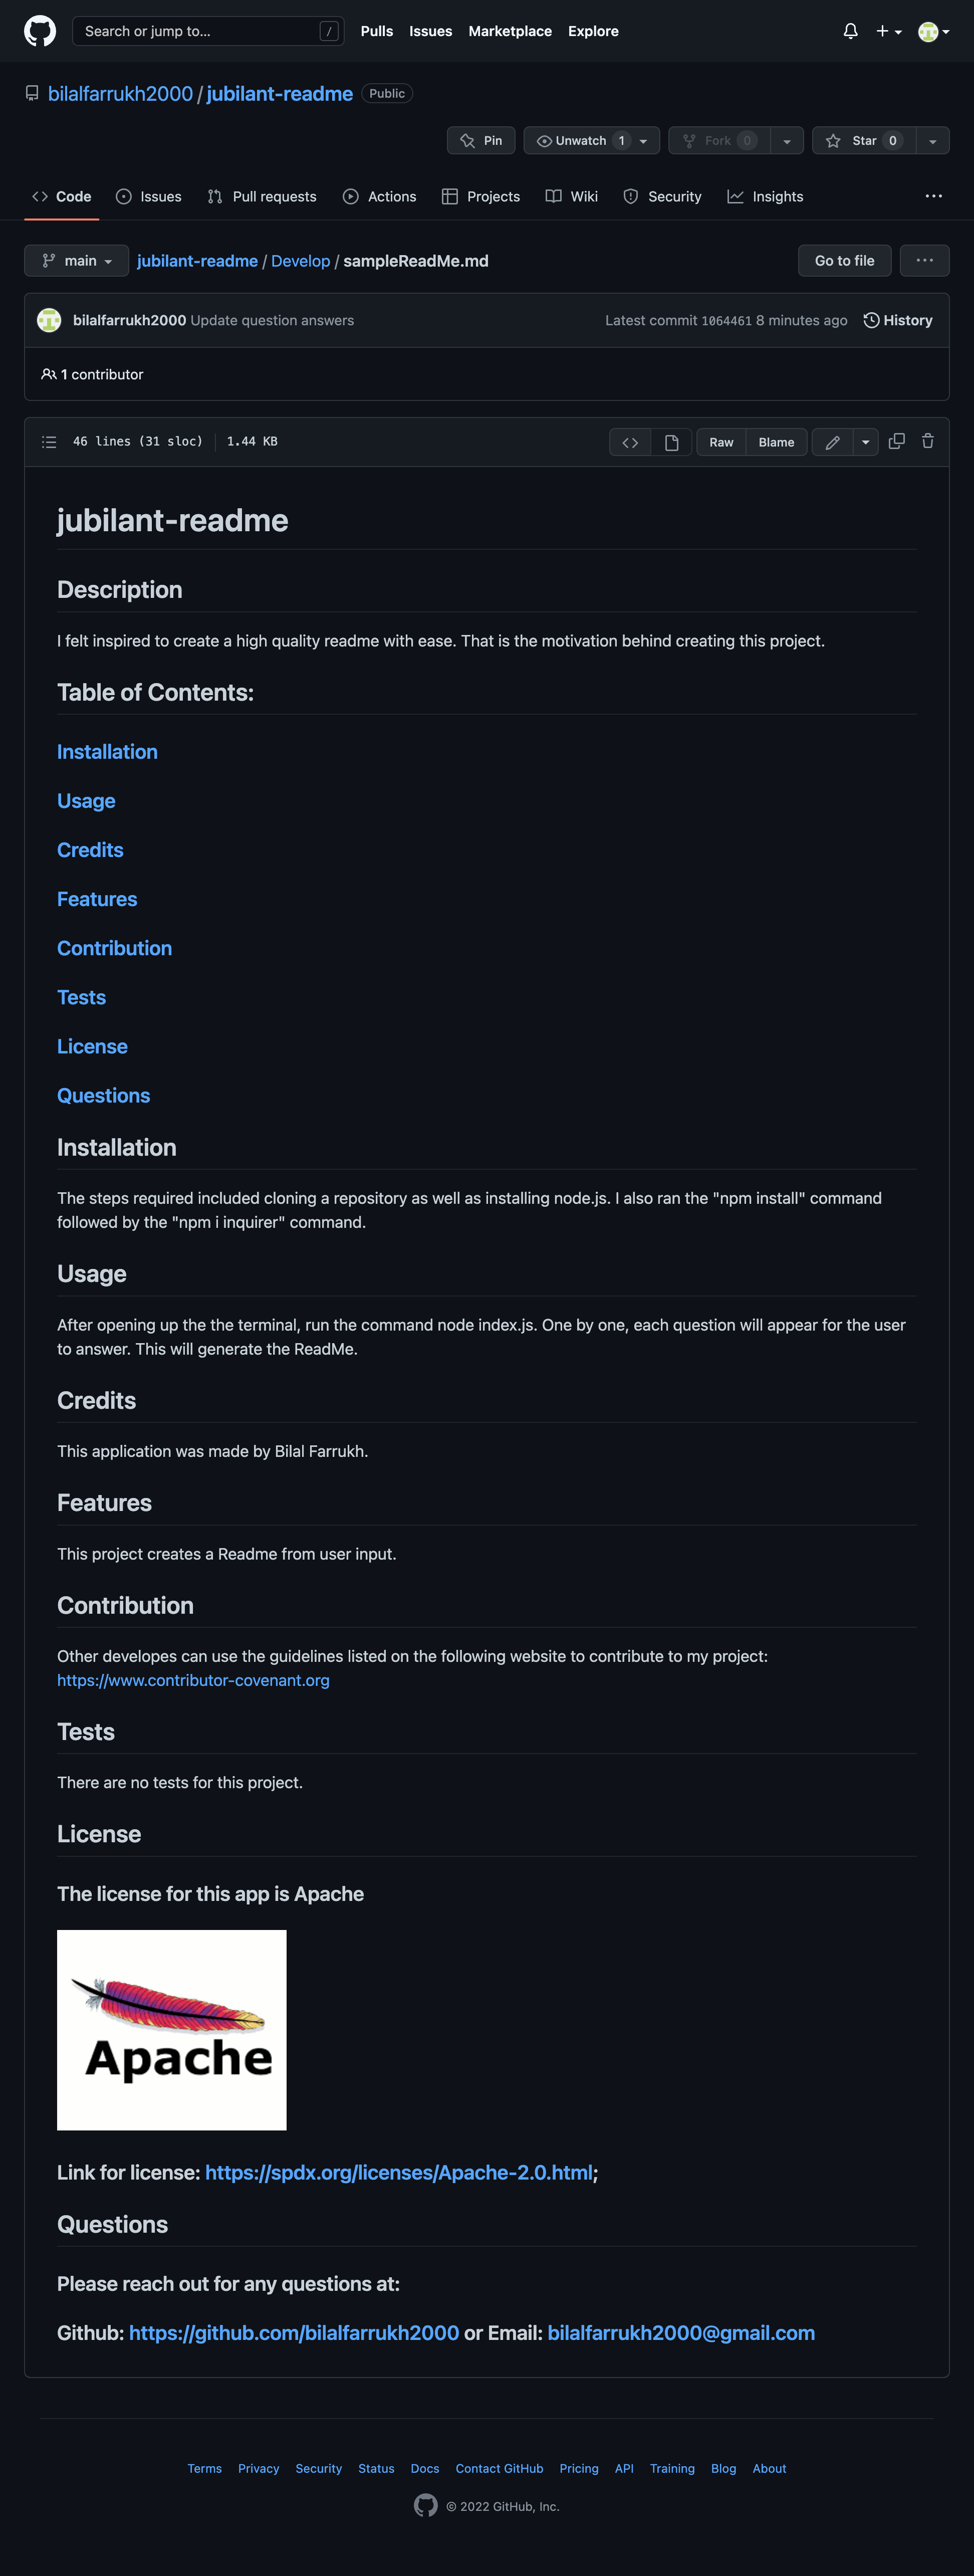 Search or jump to... / Pulls Issues Marketplace Explore
bilalfarrukh2000 / jubilant-readme Public
Pin Unwatch 1 Fork 0 Star 0
Code Issues Pull requests Actions Projects Wiki Security Insights ...
main jubilant-readme / Develop / sampleReadMe.md Go to file ...
bilalfarrukh2000 Update question answers Latest commit 1064461 8 minutes ago History
1 contributor
46 lines (31 sloc) 1.44 KB Raw Blame
jubilant-readme
Description
I felt inspired to create a high quality readme with ease. That is the motivation behind creating this project.
Table of Contents:
Installation
Usage
Credits
Features
Contribution
Tests
License
Questions
Installation
The steps required included cloning a repository as well as installing node.js. I also ran the "npm install" command
followed by the "npm i inquirer" command.
Usage
After opening up the the terminal, run the command node index.js. One by one, each question will appear for the user
to answer. This will generate the ReadMe.
Credits
This application was made by Bilal Farrukh.
Features
This project creates a Readme from user input.
Contribution
Other developes can use the guidelines listed on the following website to contribute to my project:
https://www.contributor-covenant.org
Tests
There are no tests for this project.
License
The license for this app is Apache
Apache
Link for license: https://spdx.org/licenses/Apache-2.0.html;
Questions
Please reach out for any questions at:
Github: https://github.com/bilalfarrukh2000 or Email: bilalfarrukh2000@gmail.com
Terms Privacy Security Status Docs Contact GitHub Pricing API Training Blog About
© 2022 GitHub, Inc.